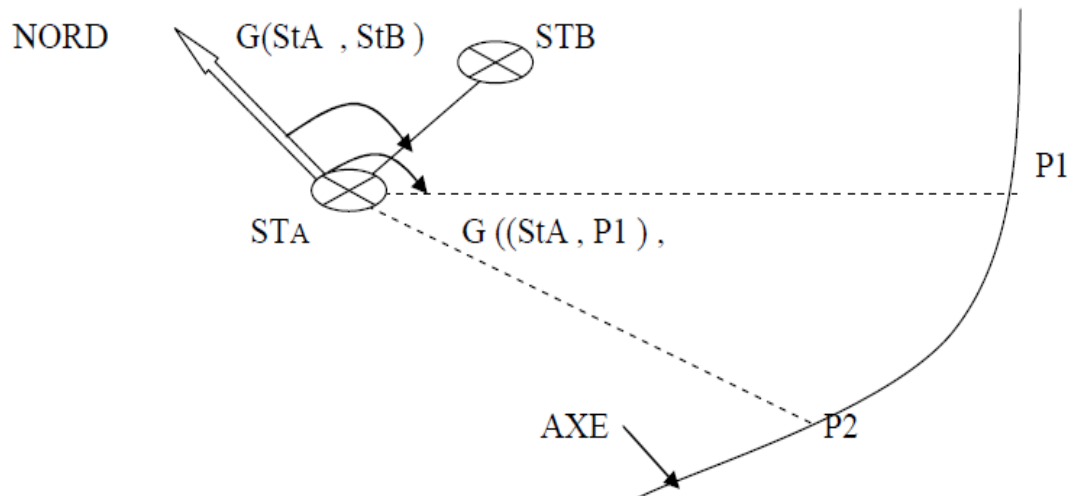 NORD
G(StA , StB )
STB
P1
STA
G ((StA , P1 ) ,
AXE
P2